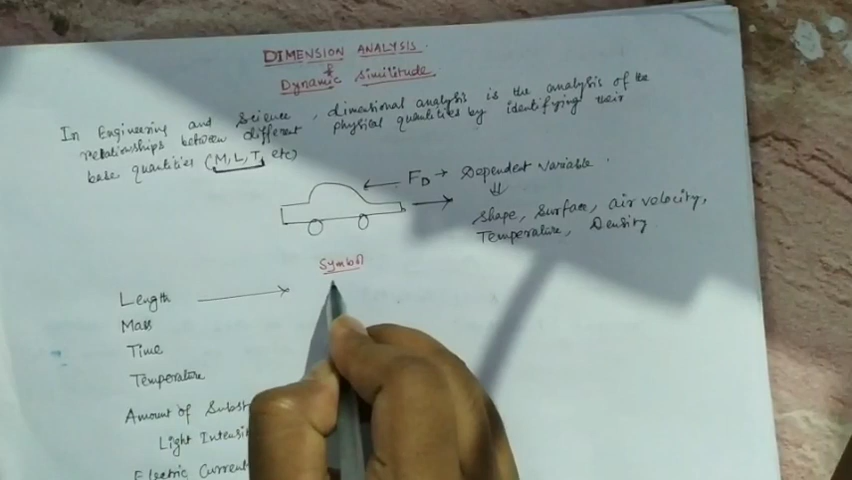 DIMENSION ANALYSIS
&
Dynamic Similitude
In Engineering and Science, dimentional analysis is the analysis of the
relationships between different physical quantities by identifying their
base quantities (M, L, T, etc)
FD → Dependent variable.
Shape, Surface, air velocity,
Temperature, Density
Symbol
Length
Mass
Time
Temperature
Amount of
Light
Electric Current